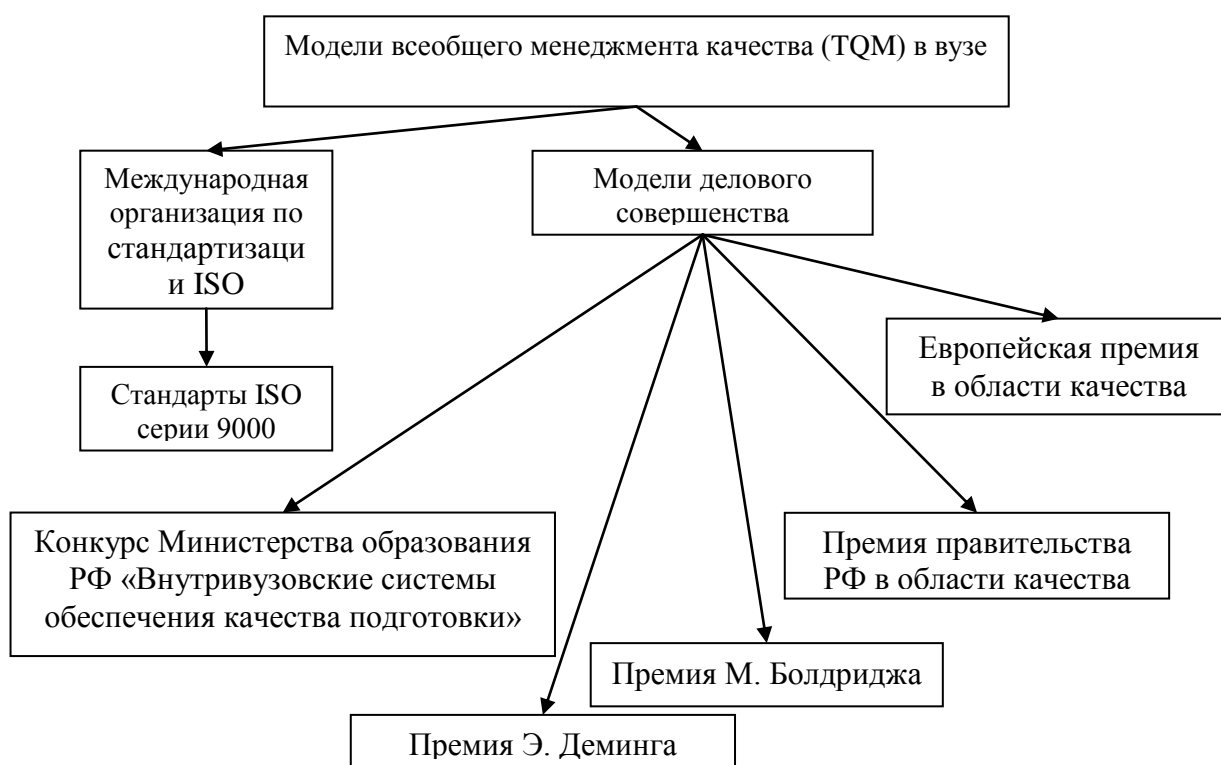 Модели всеобщего менеджмента качества (TQM) в вузе
Международная
организация по
стандартизаци
и ISO
Модели делового
совершенства
Стандарты ISO
серии 9000
Европейская премия
в области качества
Конкурс Министерства образования
РФ «Внутривузовские системы
обеспечения качества подготовки»
Премия правительства
РФ в области качества
Премия М. Болдриджа
Премия Э. Деминга